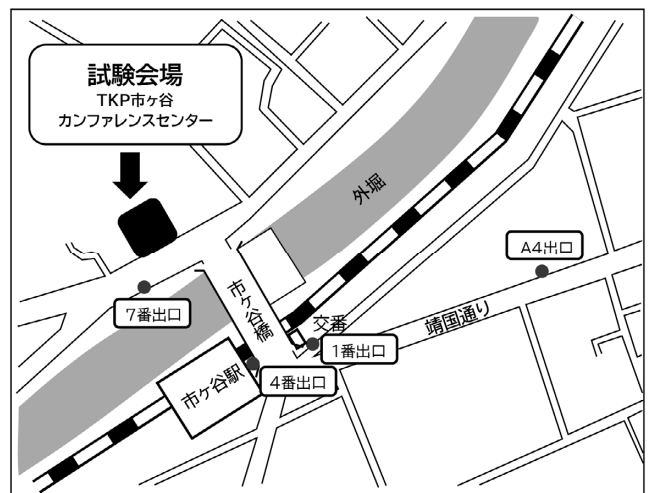 試験会場
TKP市ヶ谷
カンファレンスセンター
外堀
A4出口
7番出口
市ヶ谷橋
交番
靖国通り
1番出口
市ヶ谷駅
4番出口